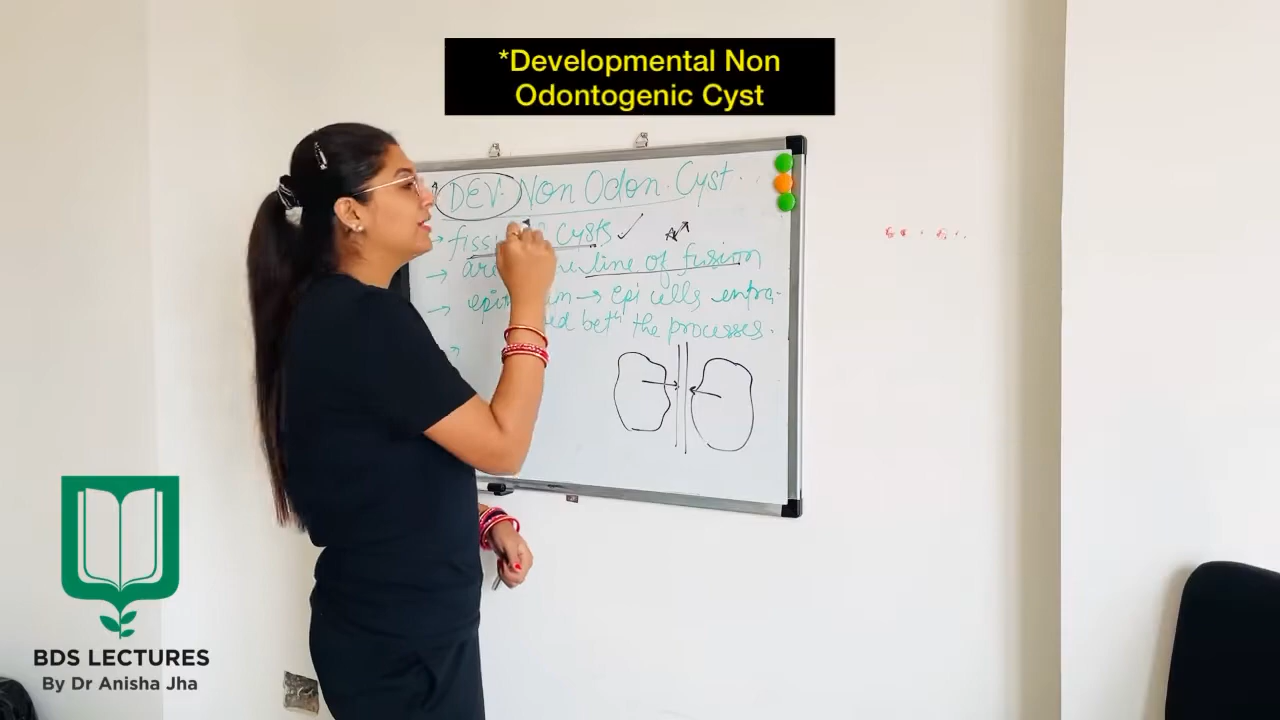 *Developmental Non
Odontogenic Cyst
DEV. Non Odon. Cyst
→ Cysts ✓
→ line of fusion
→ → epi cells entra-
bet^n the processes.
BDS LECTURES
By Dr Anisha Jha